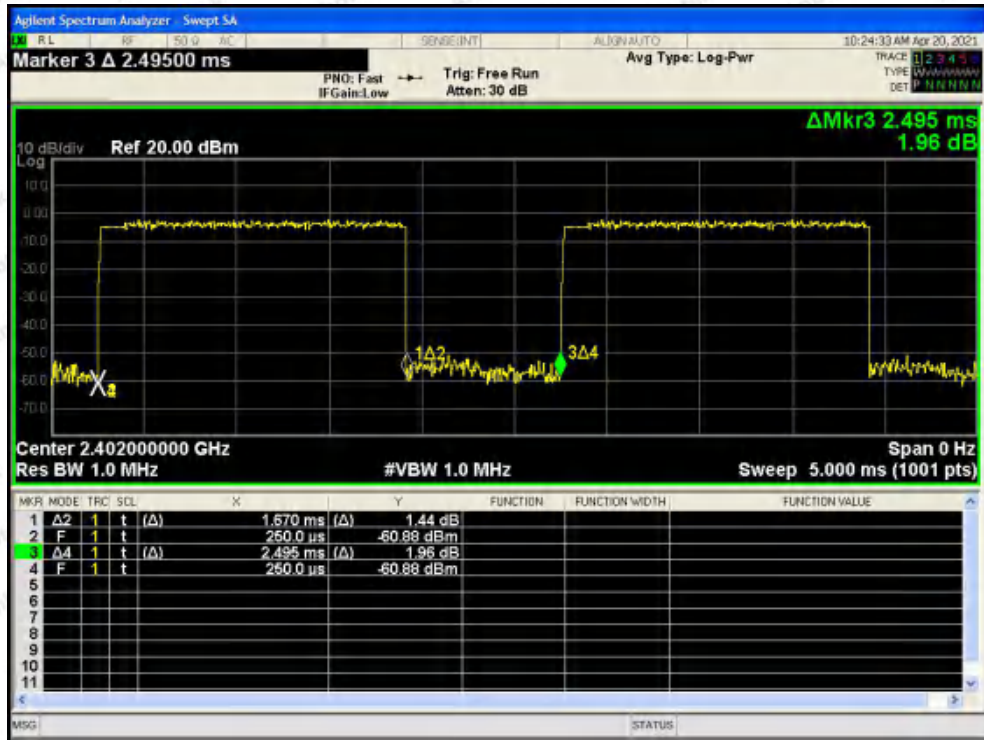 Agilent Spectrum Analyzer - Swept SA
RL RF 50 Ω AC SENSE:INT ALIGN AUTO 10:24:33 AM Apr 20, 2021
Marker 3 Δ 2.49500 ms
PNO: Fast Trig: Free Run
IFGain:Low Atten: 30 dB
Avg Type: Log-Pwr
TRACE 1 2 3 4 5 6
TYPE
DET P N N N N N
ΔMkr3 2.495 ms
1.96 dB
10 dB/div Ref 20.00 dBm
Log
10.0
0.00
-10.0
-20.0
-30.0
-40.0
-50.0
-60.0
-70.0
1Δ2
3Δ4
Center 2.402000000 GHz Span 0 Hz
Res BW 1.0 MHz #VBW 1.0 MHz Sweep 5.000 ms (1001 pts)
MKR MODE TRC SCL X Y FUNCTION FUNCTION WIDTH FUNCTION VALUE
1 Δ2 1 t (Δ) 1.670 ms (Δ) 1.44 dB
2 F 1 t 250.0 µs -60.88 dBm
3 Δ4 1 t (Δ) 2.495 ms (Δ) 1.96 dB
4 F 1 t 250.0 µs -60.88 dBm
5
6
7
8
9
10
11
MSG STATUS